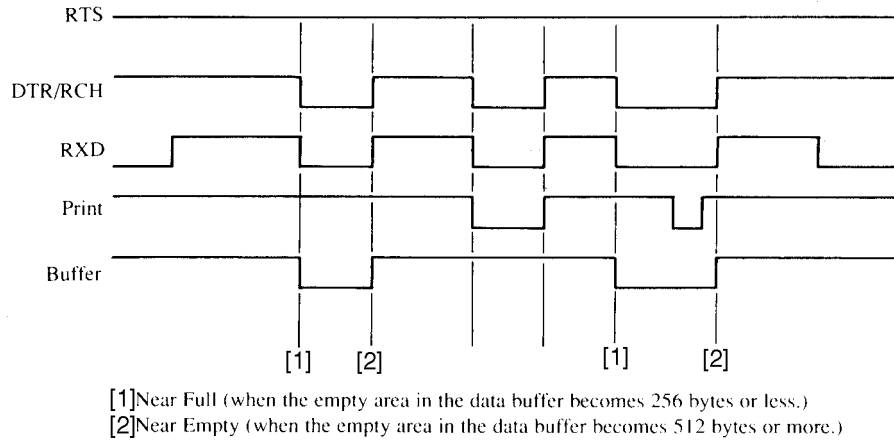 RTS
DTR/RCH
RXD
Print
Buffer
[1] [2] [1] [2]
[1]Near Full (when the empty area in the data buffer becomes 256 bytes or less.)
[2]Near Empty (when the empty area in the data buffer becomes 512 bytes or more.)